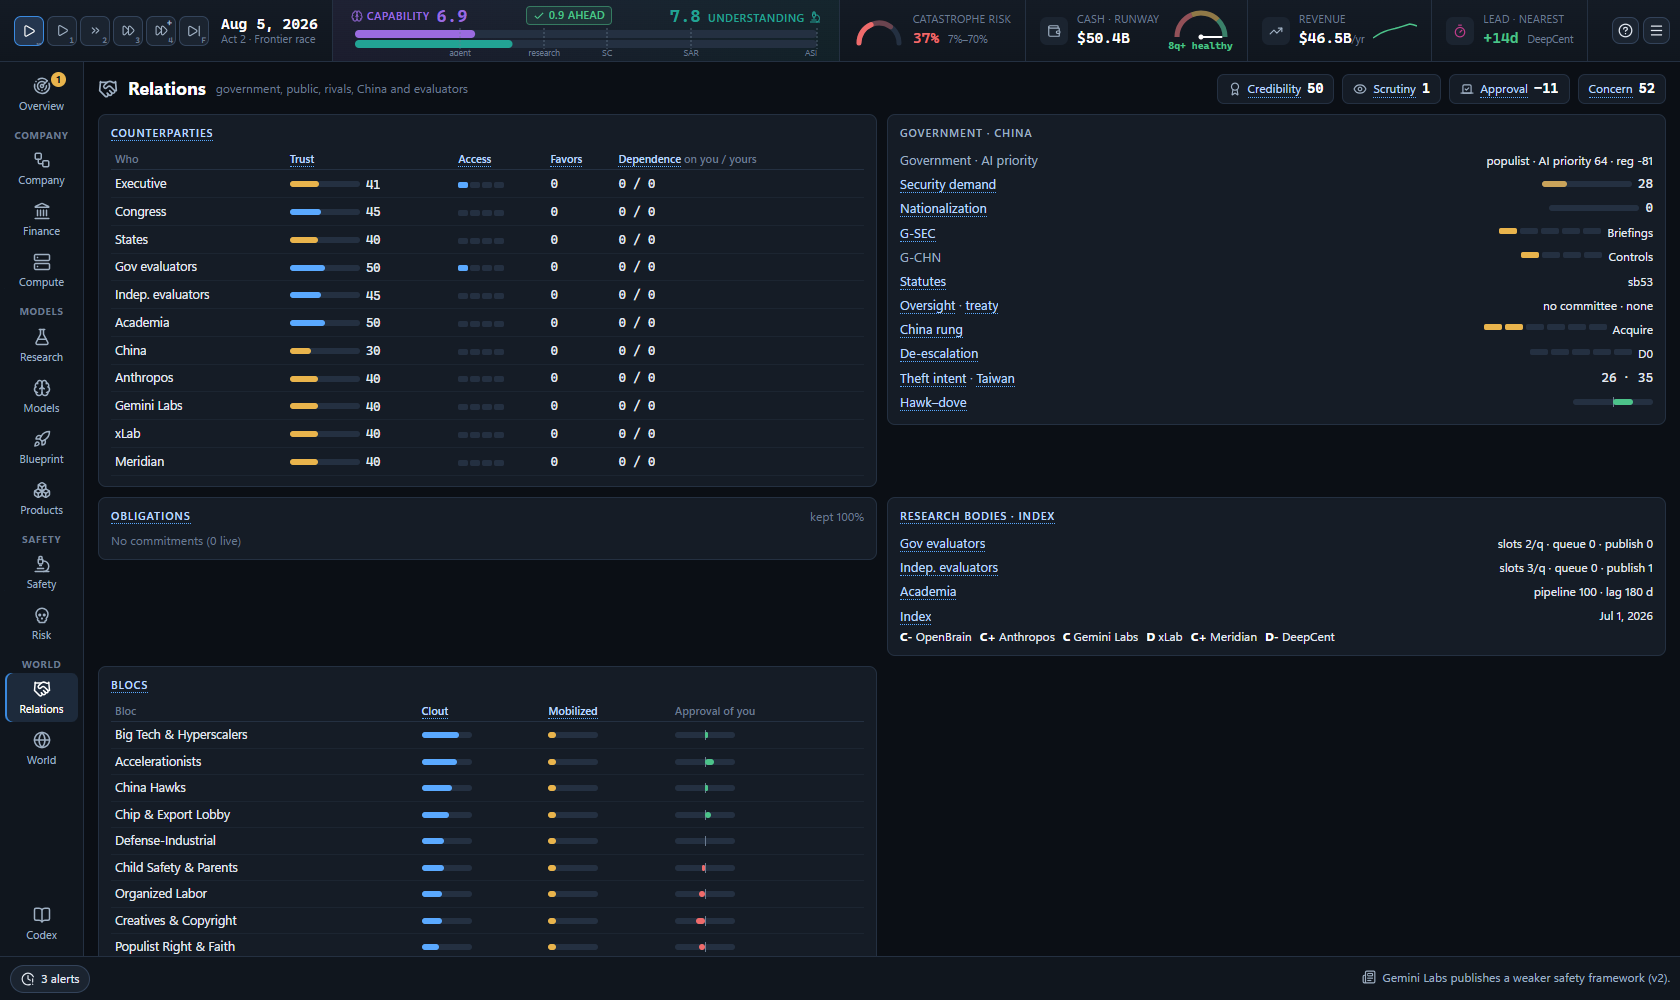 1
2
3
4
F
Aug 5, 2026
Act 2 · Frontier race
CAPABILITY 6.9
0.9 AHEAD
7.8 UNDERSTANDING
agent
research
SC
SAR
ASI
CATASTROPHE RISK
37% 7%–70%
CASH · RUNWAY
$50.4B
8q+ healthy
REVENUE
$46.5B/yr
LEAD · NEAREST
+14d DeepCent
1
Overview
COMPANY
Company
Finance
Compute
MODELS
Research
Models
Blueprint
Products
SAFETY
Safety
Risk
WORLD
Relations
World
Codex
Relations government, public, rivals, China and evaluators
Credibility 50
Scrutiny 1
Approval −11
Concern 52
COUNTERPARTIES
Who Trust Access Favors Dependence on you / yours
Executive 41 0 0 / 0
Congress 45 0 0 / 0
States 40 0 0 / 0
Gov evaluators 50 0 0 / 0
Indep. evaluators 45 0 0 / 0
Academia 50 0 0 / 0
China 30 0 0 / 0
Anthropos 40 0 0 / 0
Gemini Labs 40 0 0 / 0
xLab 40 0 0 / 0
Meridian 40 0 0 / 0
GOVERNMENT · CHINA
Government · AI priority populist · AI priority 64 · reg -81
Security demand 28
Nationalization 0
G-SEC Briefings
G-CHN Controls
Statutes sb53
Oversight · treaty no committee · none
China rung Acquire
De-escalation D0
Theft intent · Taiwan 26 · 35
Hawk–dove
OBLIGATIONS kept 100%
No commitments (0 live)
RESEARCH BODIES · INDEX
Gov evaluators slots 2/q · queue 0 · publish 0
Indep. evaluators slots 3/q · queue 0 · publish 1
Academia pipeline 100 · lag 180 d
Index Jul 1, 2026
C- OpenBrain C+ Anthropos C Gemini Labs D xLab C+ Meridian D- DeepCent
BLOCS
Bloc Clout Mobilized Approval of you
Big Tech & Hyperscalers
Accelerationists
China Hawks
Chip & Export Lobby
Defense-Industrial
Child Safety & Parents
Organized Labor
Creatives & Copyright
Populist Right & Faith
3 alerts
Gemini Labs publishes a weaker safety framework (v2).